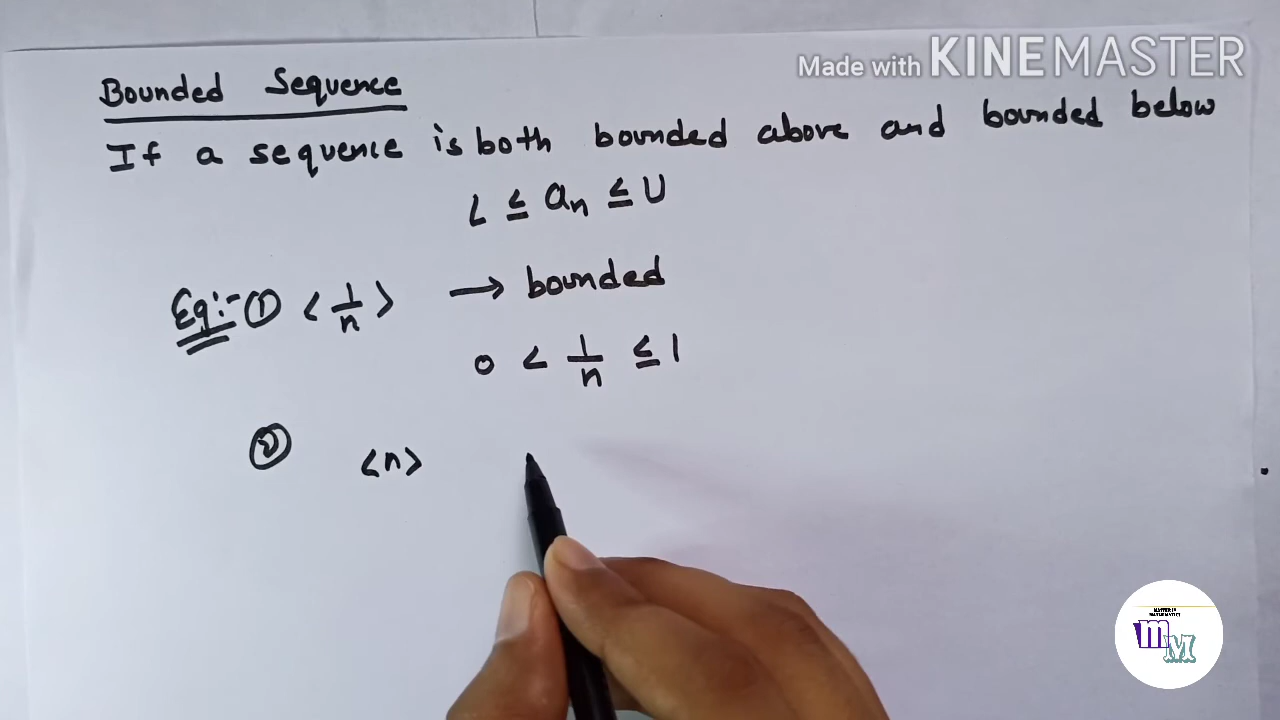 Made with KINEMASTER
Bounded Sequence
If a sequence is both bounded above and bounded below
L ≤ an ≤ U
Eg:- ① < 1/n > → bounded
0 < 1/n ≤ 1
② <n>
mM